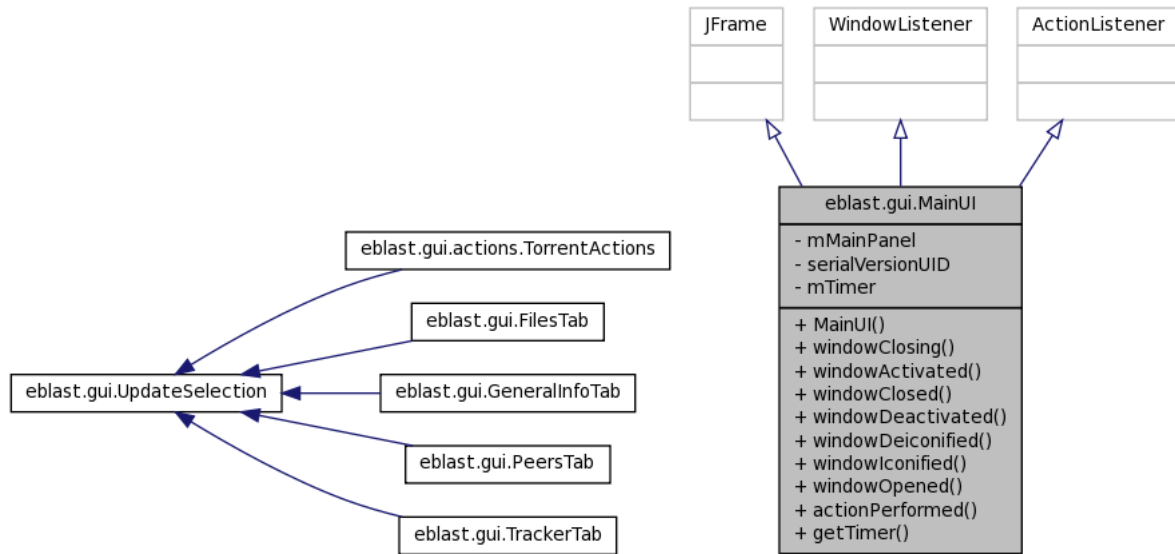 JFrame
WindowListener
ActionListener
eblast.gui.MainUI
- mMainPanel
- serialVersionUID
- mTimer
+ MainUI()
+ windowClosing()
+ windowActivated()
+ windowClosed()
+ windowDeactivated()
+ windowDeiconified()
+ windowIconified()
+ windowOpened()
+ actionPerformed()
+ getTimer()
eblast.gui.actions.TorrentActions
eblast.gui.FilesTab
eblast.gui.UpdateSelection
eblast.gui.GeneralInfoTab
eblast.gui.PeersTab
eblast.gui.TrackerTab